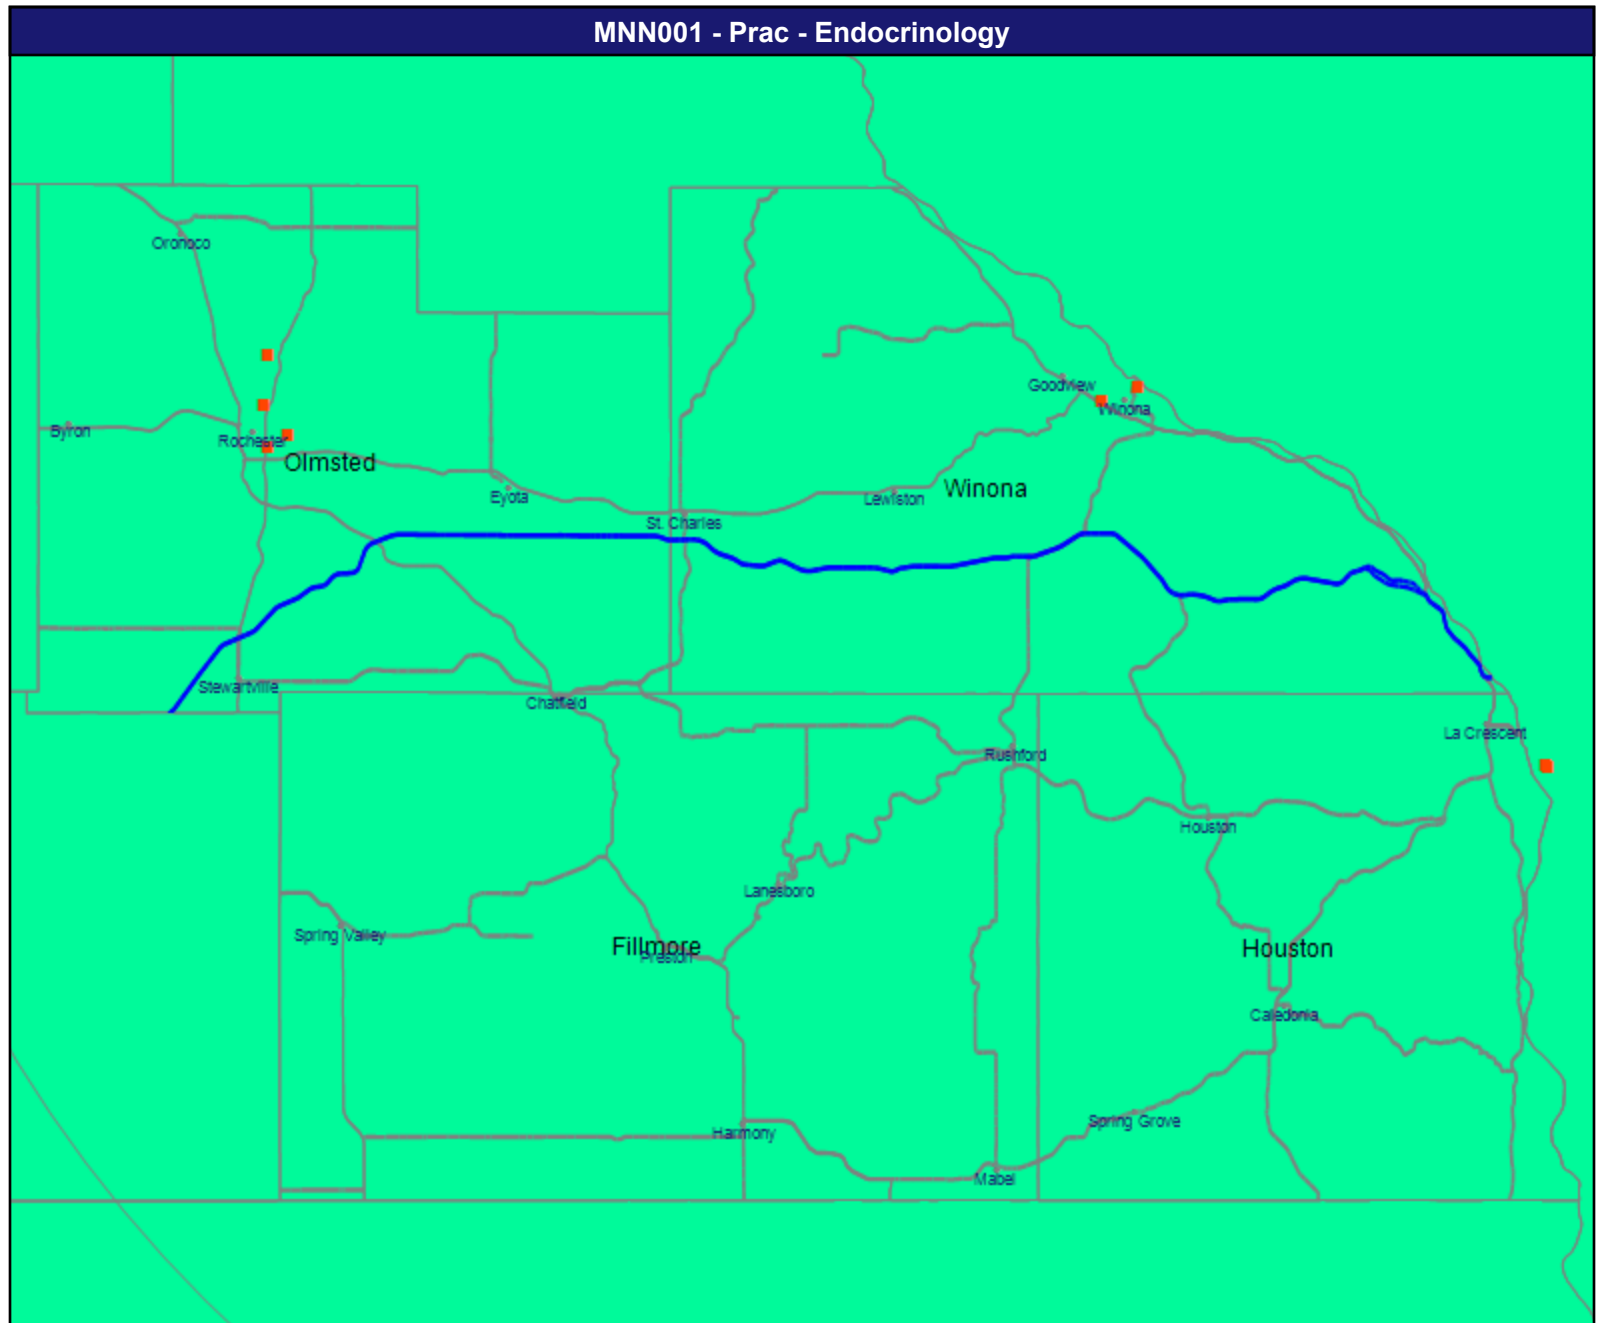 MNN001 - Prac - Endocrinology
Oronoco
Goodview
Winona
Byron
Rochester
Olmsted
Eyota
Lewiston
Winona
St. Charles
Stewartville
Chatfield
La Crescent
Rushford
Houston
Lanesboro
Spring Valley
Fillmore
Preston
Houston
Caledonia
Spring Grove
Harmony
Mabel